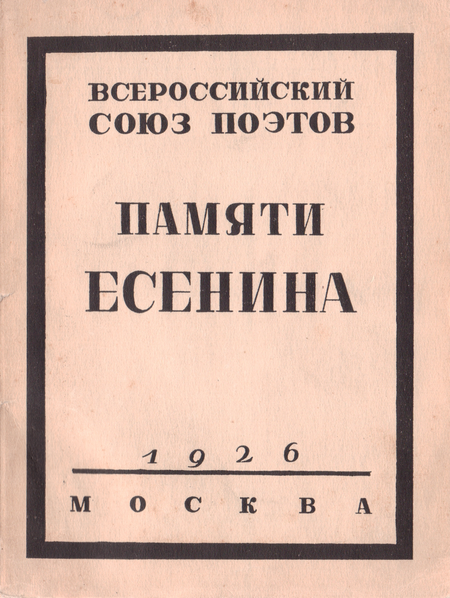 ВСЕРОССИЙСКИЙ
СОЮЗ ПОЭТОВ
ПАМЯТИ
ЕСЕНИНА
1926
МОСКВА